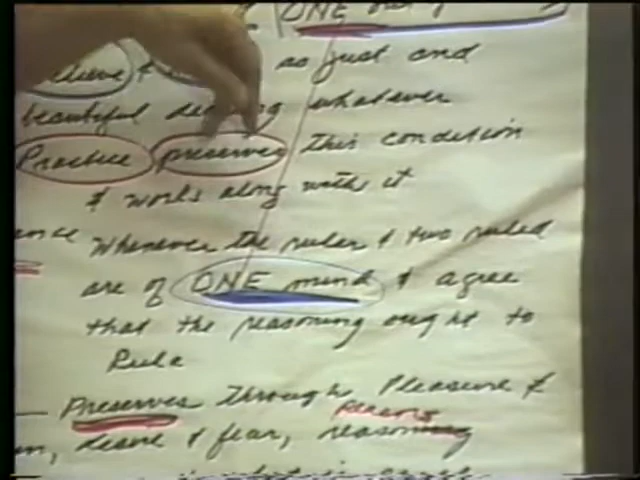 ONE
& as just and
beautiful whatever
Practice preserves this condition
& works along with it
Whenever the ruler & two ruled
are of ONE mind & agree
that the reasoning ought to
Rule
Preserves through Pleasure &
reasons
desire & fear, reasoning